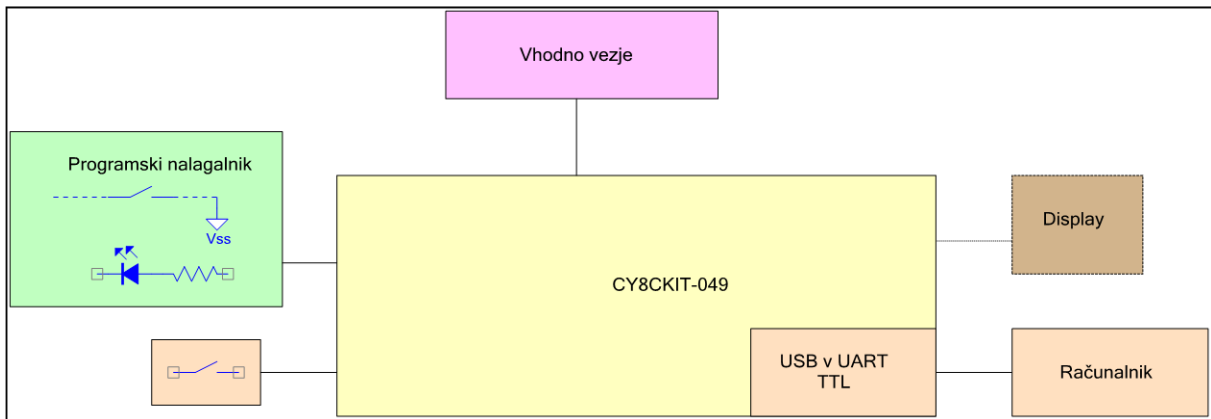 Vhodno vezje
Programski nalagalnik
Vss
Display
CY8CKIT-049
USB v UART
TTL
Računalnik